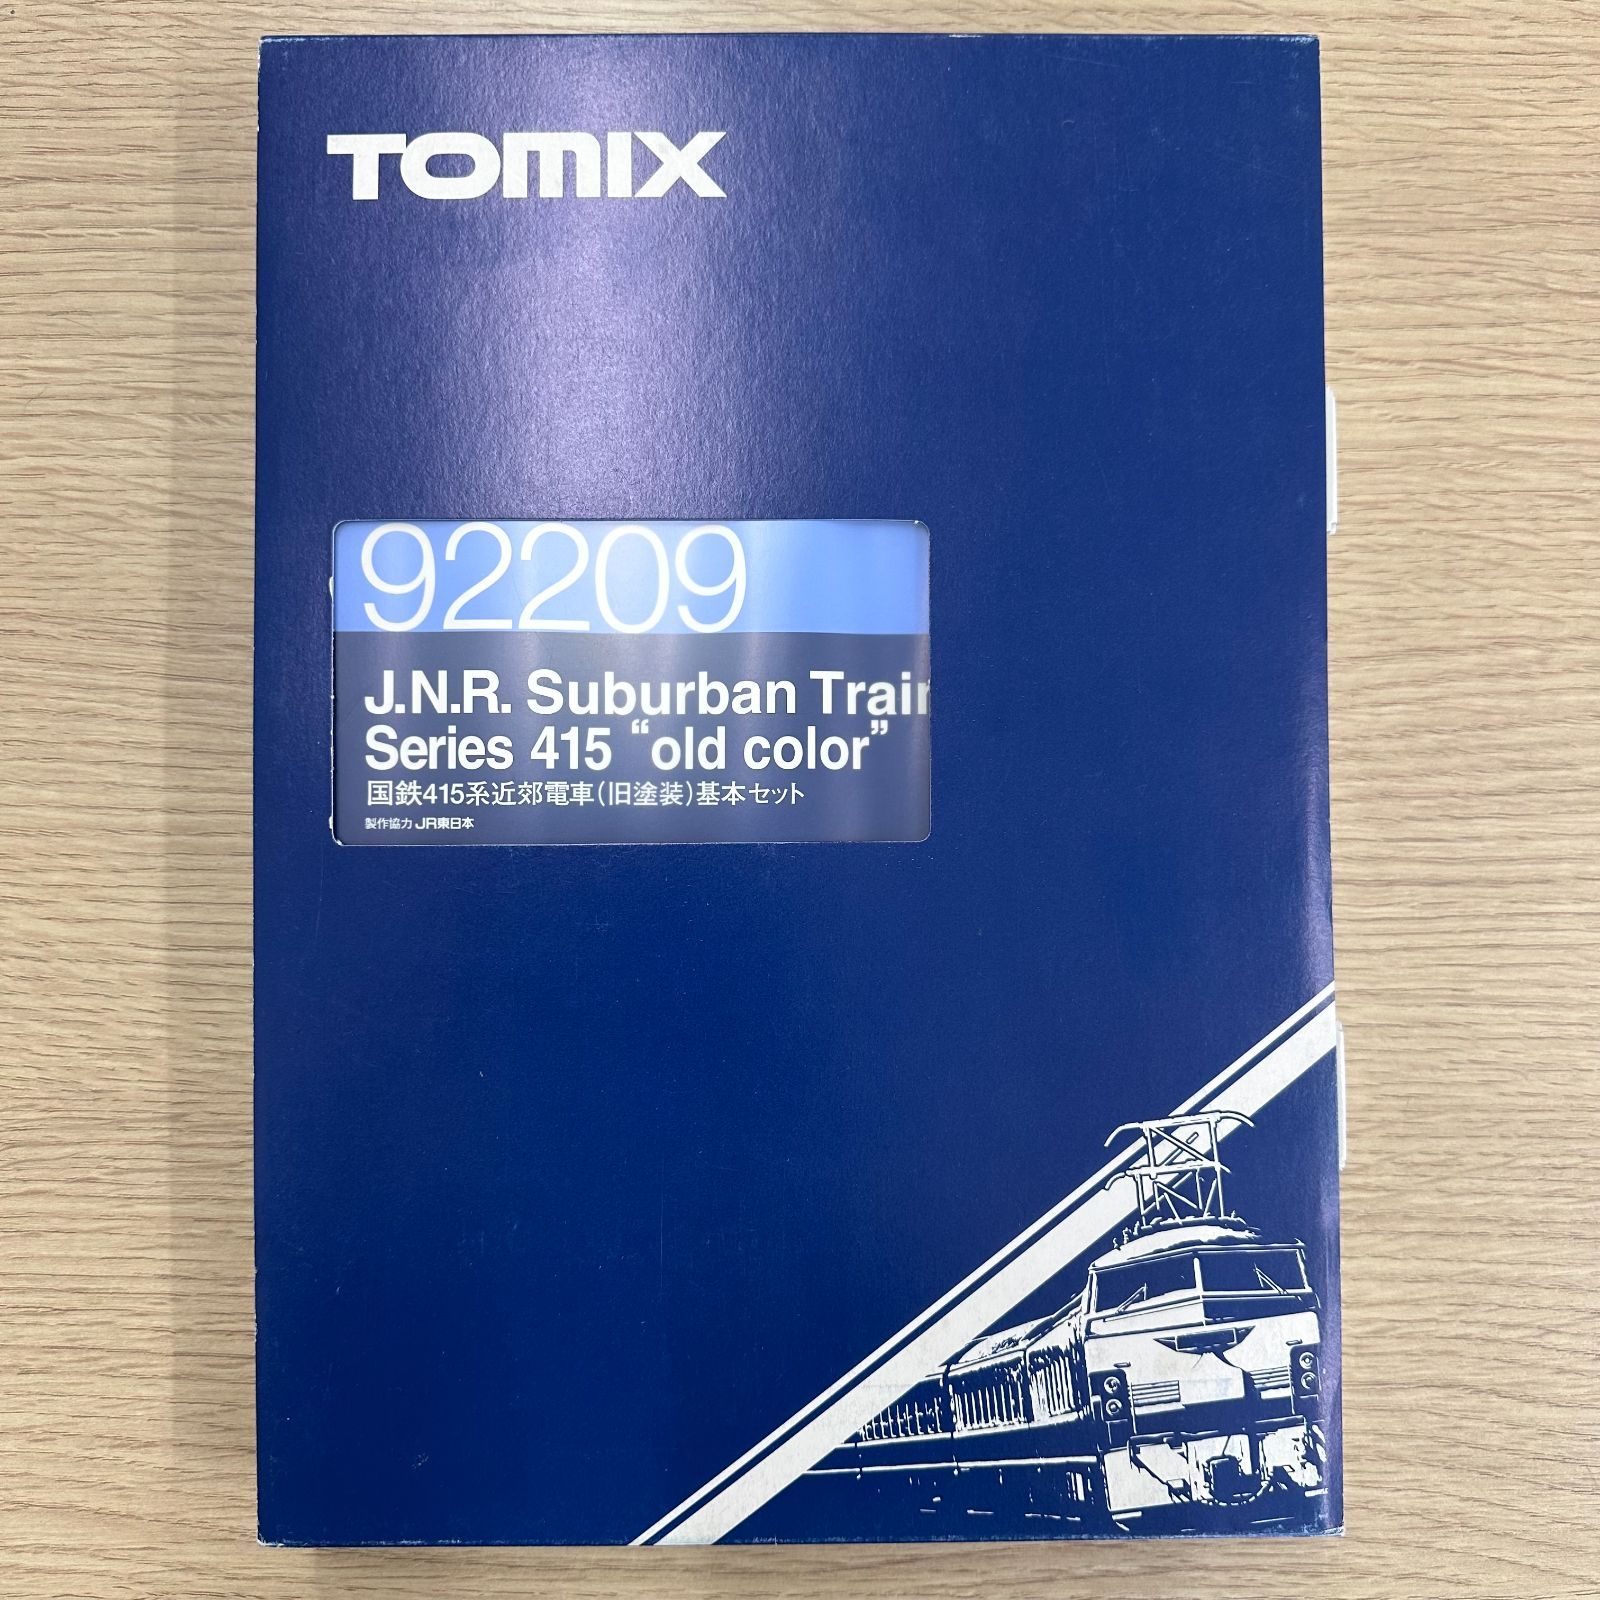 TOMIX
92209
J.N.R. Suburban Train
Series 415 “old color”
国鉄415系近郊電車(旧塗装)基本セット
製作協力 JR東日本